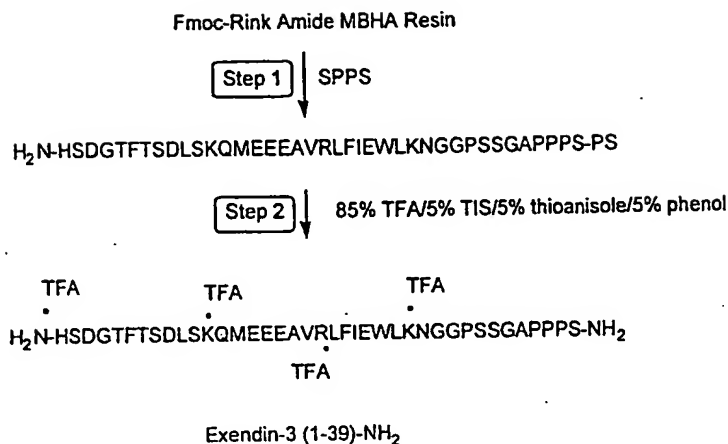 Fmoc-Rink Amide MBHA Resin
Step 1 SPPS
H2N-HSDGTFTSDLSKQMEEEAVRLFIEWLKNGGPSSGAPPPS-PS
Step 2 85% TFA/5% TIS/5% thioanisole/5% phenol
TFA TFA TFA
H2N-HSDGTFTSDLSKQMEEEAVRLFIEWLKNGGPSSGAPPPS-NH2
TFA
Exendin-3 (1-39)-NH2